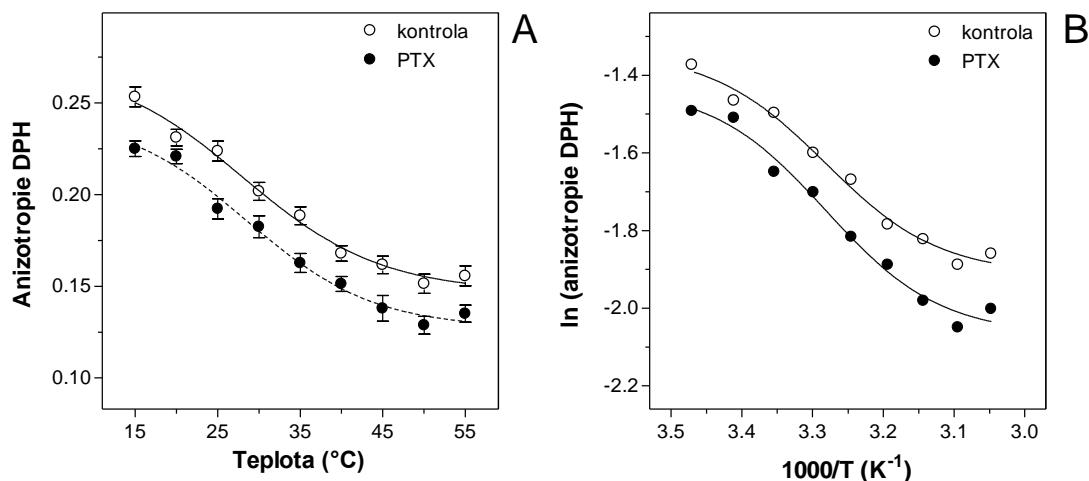 kontrola
PTX
A
Anizotropie DPH
0.25
0.20
0.15
0.10
15
25
35
45
55
Teplota (°C)
kontrola
PTX
B
ln (anizotropie DPH)
-1.4
-1.6
-1.8
-2.0
-2.2
3.5
3.4
3.3
3.2
3.1
3.0
1000/T (K⁻¹)